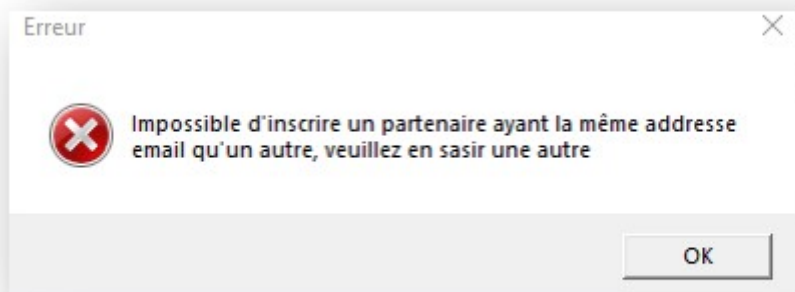 Erreur
Impossible d'inscrire un partenaire ayant la même addresse
email qu'un autre, veuillez en sasir une autre
OK